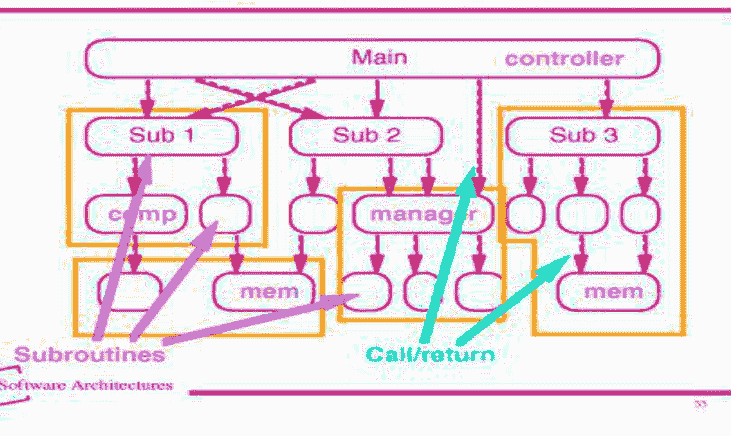 Main controller
Sub 1 Sub 2 Sub 3
comp manager
mem mem
Subroutines Call/return
Software Architectures